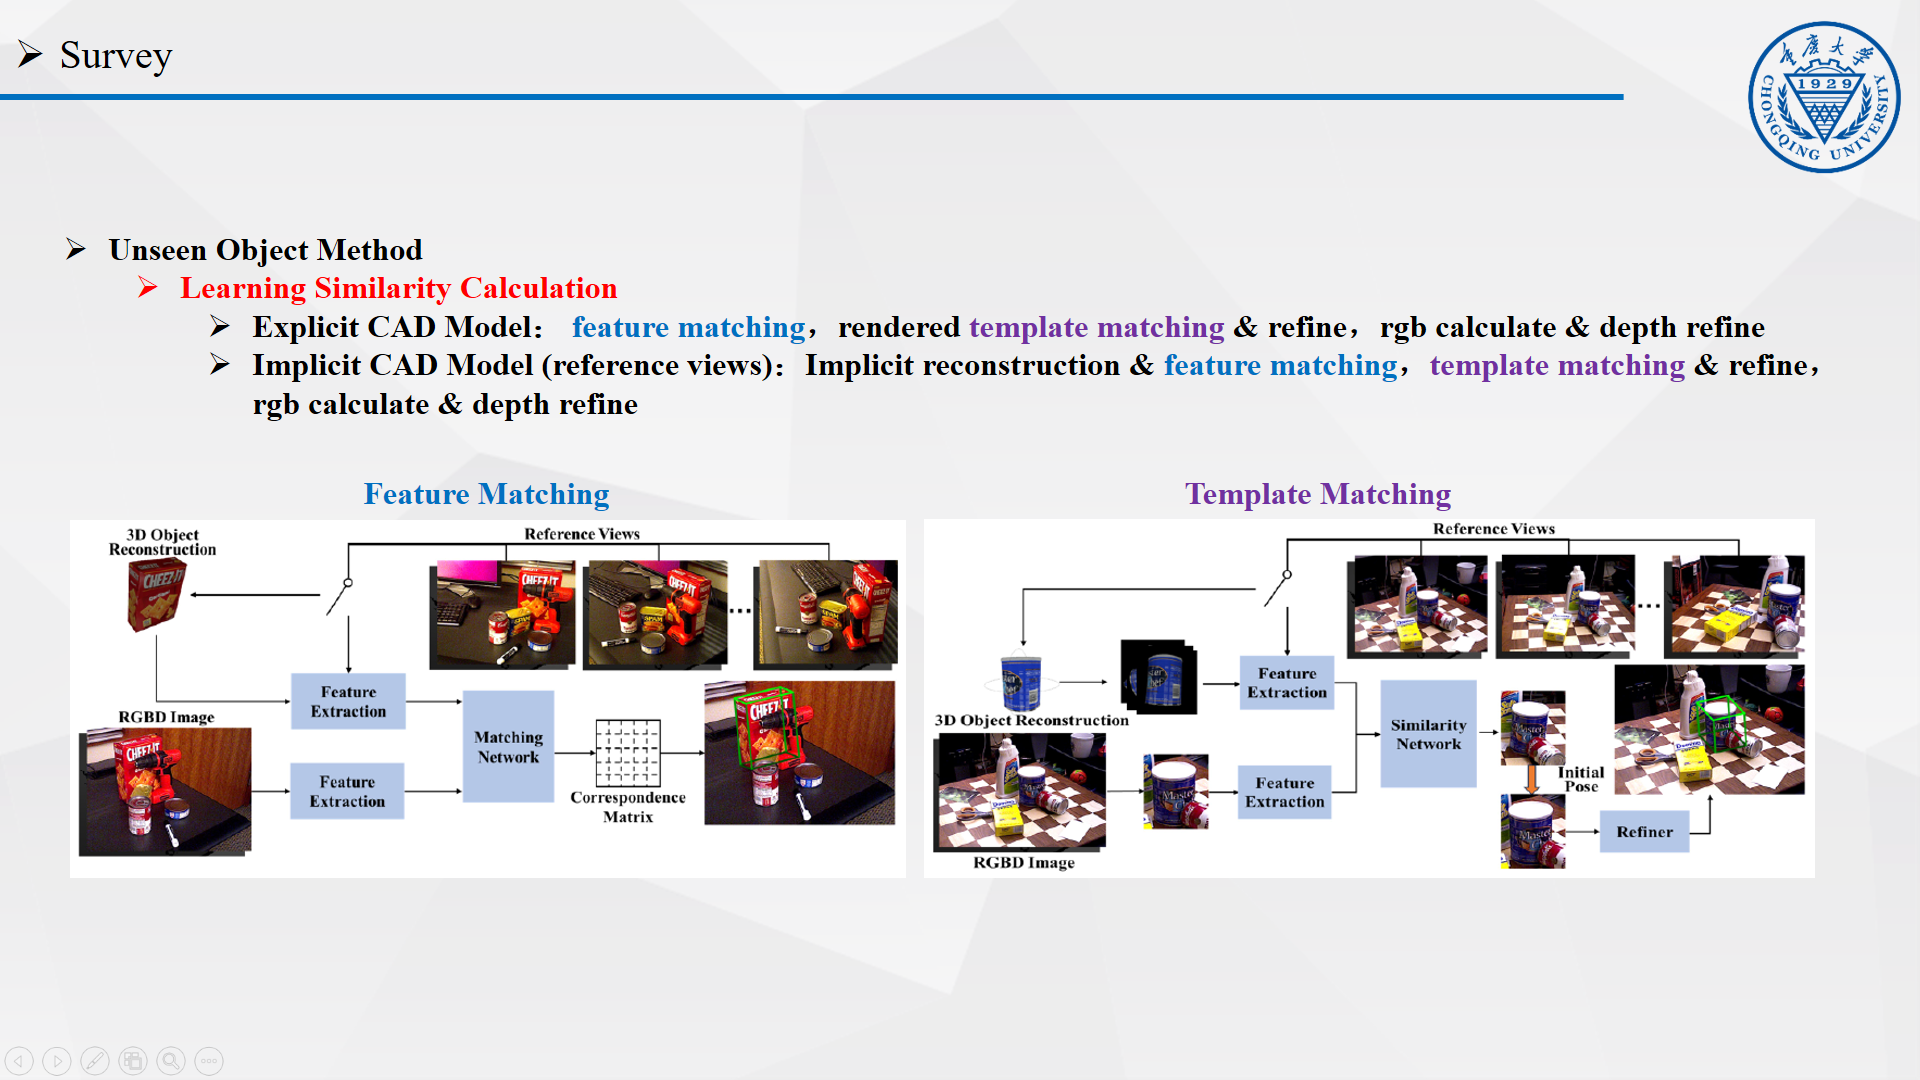 Survey
重庆大学
1929
CHONGQING UNIVERSITY
Unseen Object Method
Learning Similarity Calculation
Explicit CAD Model： feature matching，rendered template matching & refine，rgb calculate & depth refine
Implicit CAD Model (reference views)：Implicit reconstruction & feature matching，template matching & refine，
rgb calculate & depth refine
Feature Matching
3D Object
Reconstruction
Reference Views
CHEEZ-IT
SPAM
Feature
Extraction
RGBD Image
Feature
Extraction
Matching
Network
Correspondence
Matrix
Template Matching
Reference Views
3D Object Reconstruction
Feature
Extraction
RGBD Image
Feature
Extraction
Similarity
Network
Initial
Pose
Refiner